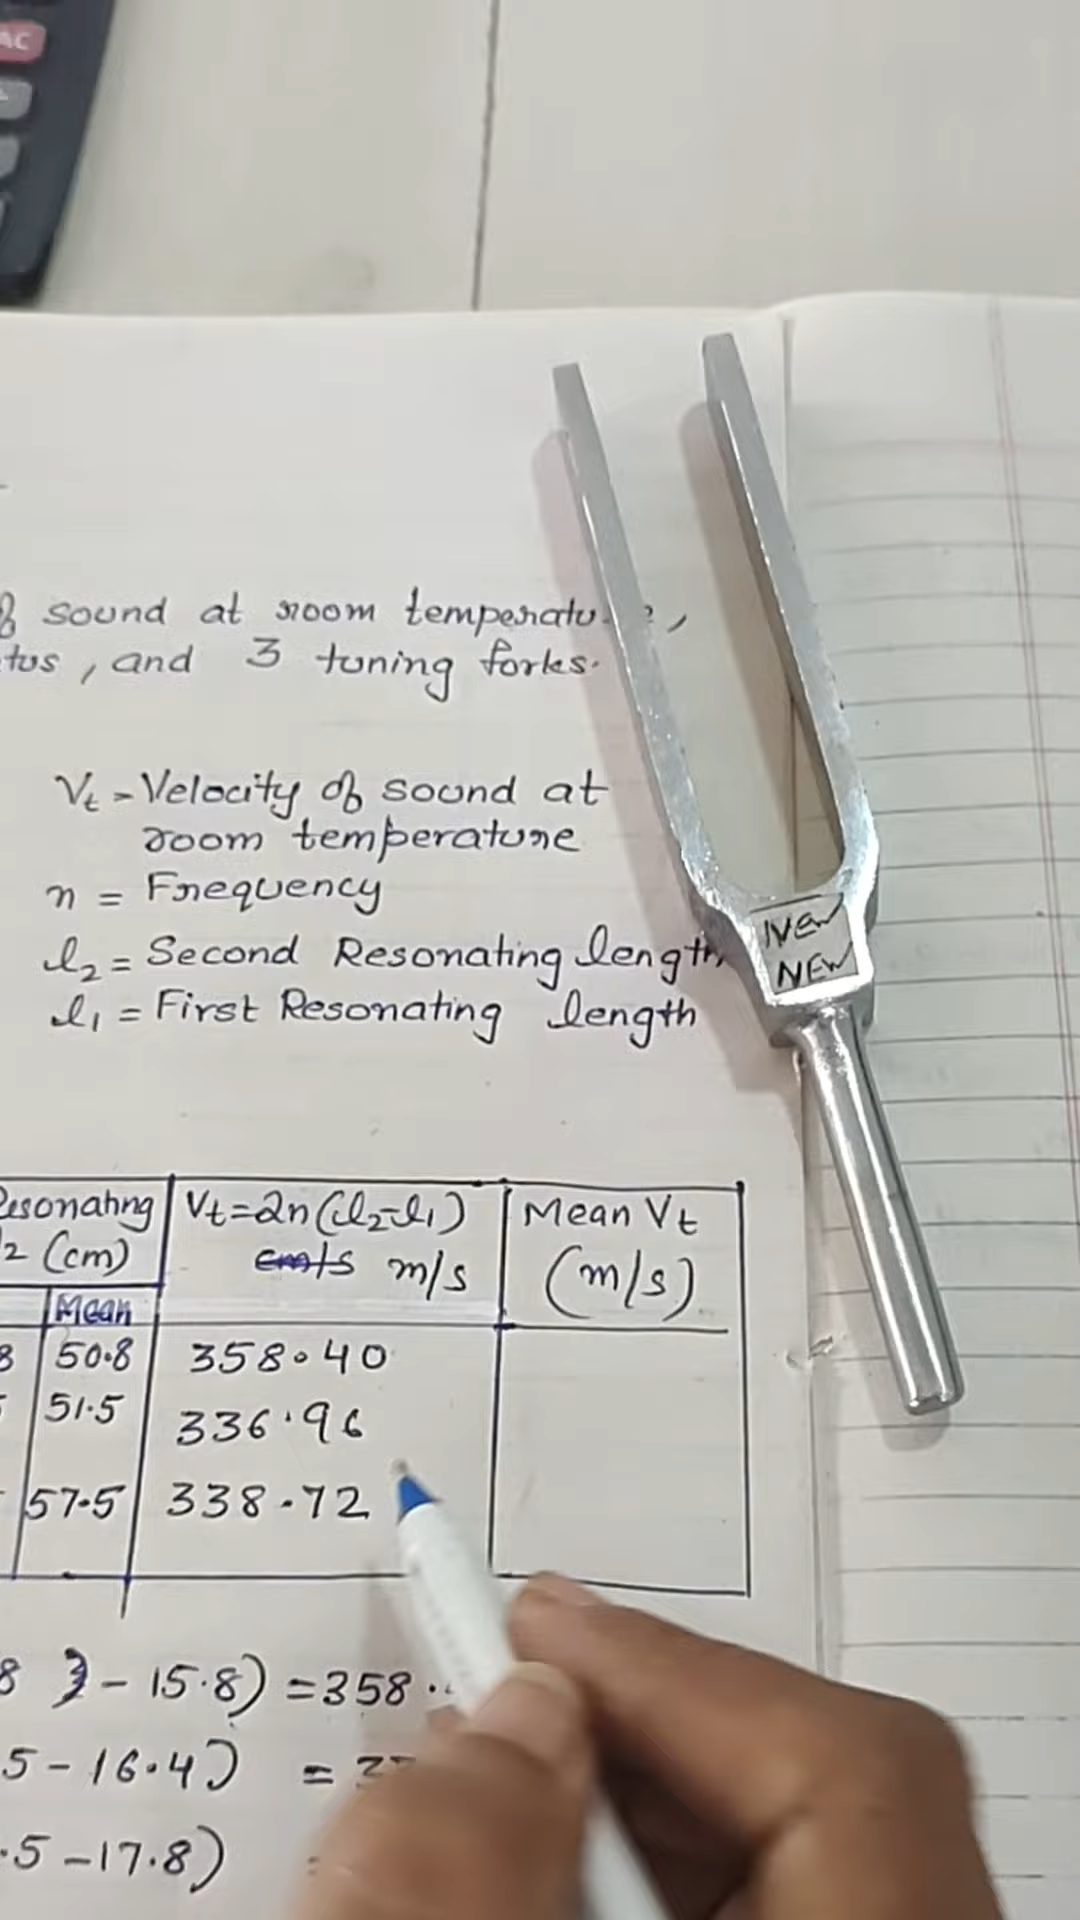 AC
sound at room temperatu
tus, and 3 tuning forks.
Vt - Velocity of sound at
room temperature
n = Frequency
l2 = Second Resonating length
l1 = First Resonating length
NEW
NEW
Resonating Vt=2n(l2-l1) Mean Vt
2 (cm) m/s (m/s)
Mean
8 50.8 358.40
51.5 336.96
57.5 338.72
8 - 15.8) = 358.
5 - 16.4) = 33
.5 - 17.8)